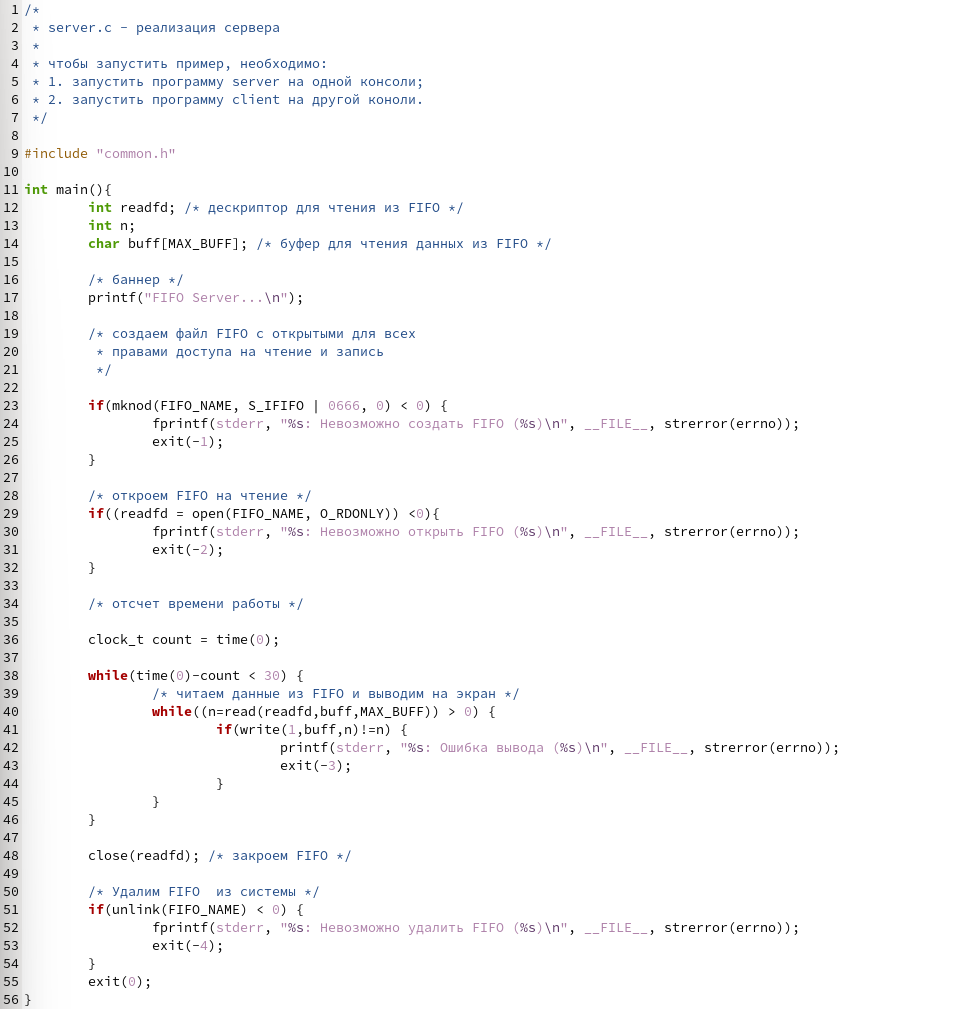 1 /*
2  * server.c - реализация сервера
3  *
4  * чтобы запустить пример, необходимо:
5  * 1. запустить программу server на одной консоли;
6  * 2. запустить программу client на другой коноли.
7  */
8
9 #include "common.h"
10
11 int main(){
12         int readfd; /* дескриптор для чтения из FIFO */
13         int n;
14         char buff[MAX_BUFF]; /* буфер для чтения данных из FIFO */
15
16         /* баннер */
17         printf("FIFO Server...\n");
18
19         /* создаем файл FIFO с открытыми для всех
20          * правами доступа на чтение и запись
21          */
22
23         if(mknod(FIFO_NAME, S_IFIFO | 0666, 0) < 0) {
24                 fprintf(stderr, "%s: Невозможно создать FIFO (%s)\n", __FILE__, strerror(errno));
25                 exit(-1);
26         }
27
28         /* откроем FIFO на чтение */
29         if((readfd = open(FIFO_NAME, O_RDONLY)) <0){
30                 fprintf(stderr, "%s: Невозможно открыть FIFO (%s)\n", __FILE__, strerror(errno));
31                 exit(-2);
32         }
33
34         /* отсчет времени работы */
35
36         clock_t count = time(0);
37
38         while(time(0)-count < 30) {
39                 /* читаем данные из FIFO и выводим на экран */
40                 while((n=read(readfd,buff,MAX_BUFF)) > 0) {
41                         if(write(1,buff,n)!=n) {
42                                 printf(stderr, "%s: Ошибка вывода (%s)\n", __FILE__, strerror(errno));
43                                 exit(-3);
44                         }
45                 }
46         }
47
48         close(readfd); /* закроем FIFO */
49
50         /* Удалим FIFO  из системы */
51         if(unlink(FIFO_NAME) < 0) {
52                 fprintf(stderr, "%s: Невозможно удалить FIFO (%s)\n", __FILE__, strerror(errno));
53                 exit(-4);
54         }
55         exit(0);
56 }